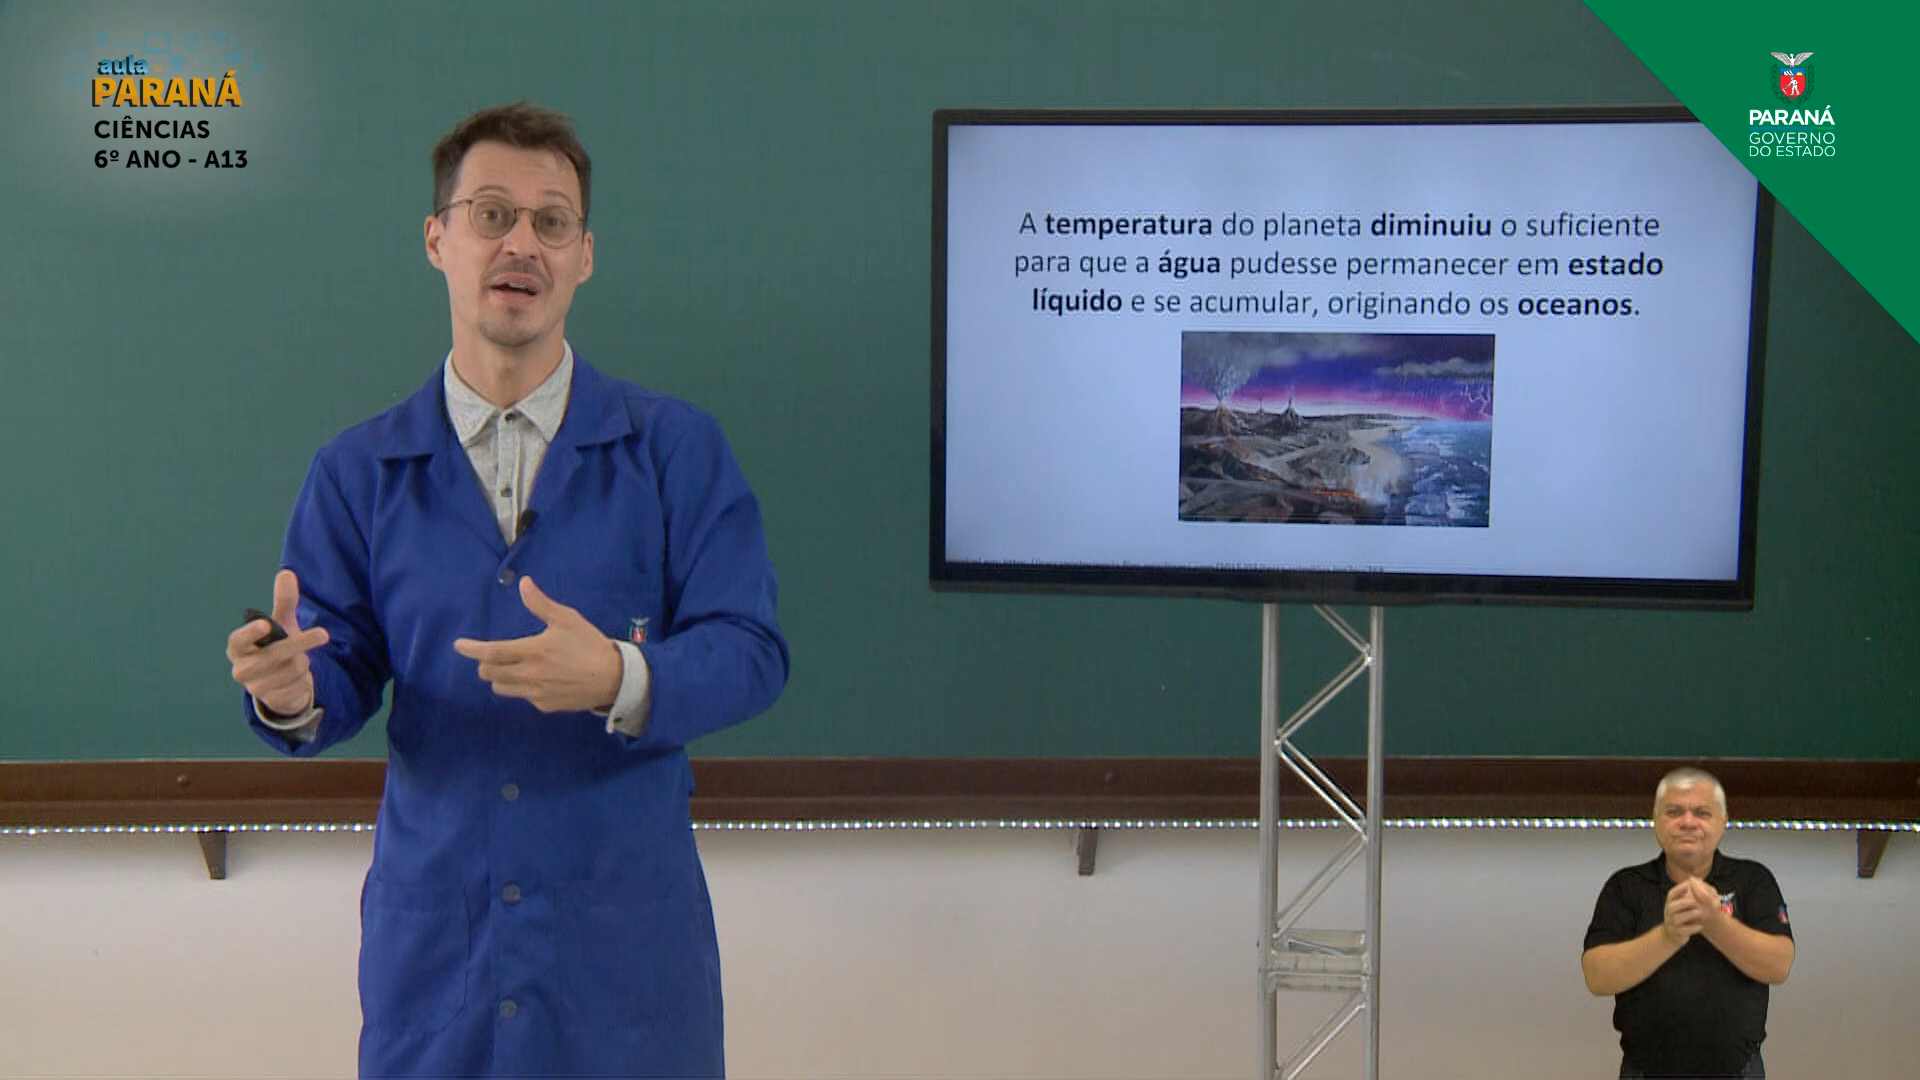 aula
PARANÁ
CIÊNCIAS
6º ANO - A13
PARANÁ
GOVERNO
DO ESTADO
A temperatura do planeta diminuiu o suficiente
para que a água pudesse permanecer em estado
líquido e se acumular, originando os oceanos.